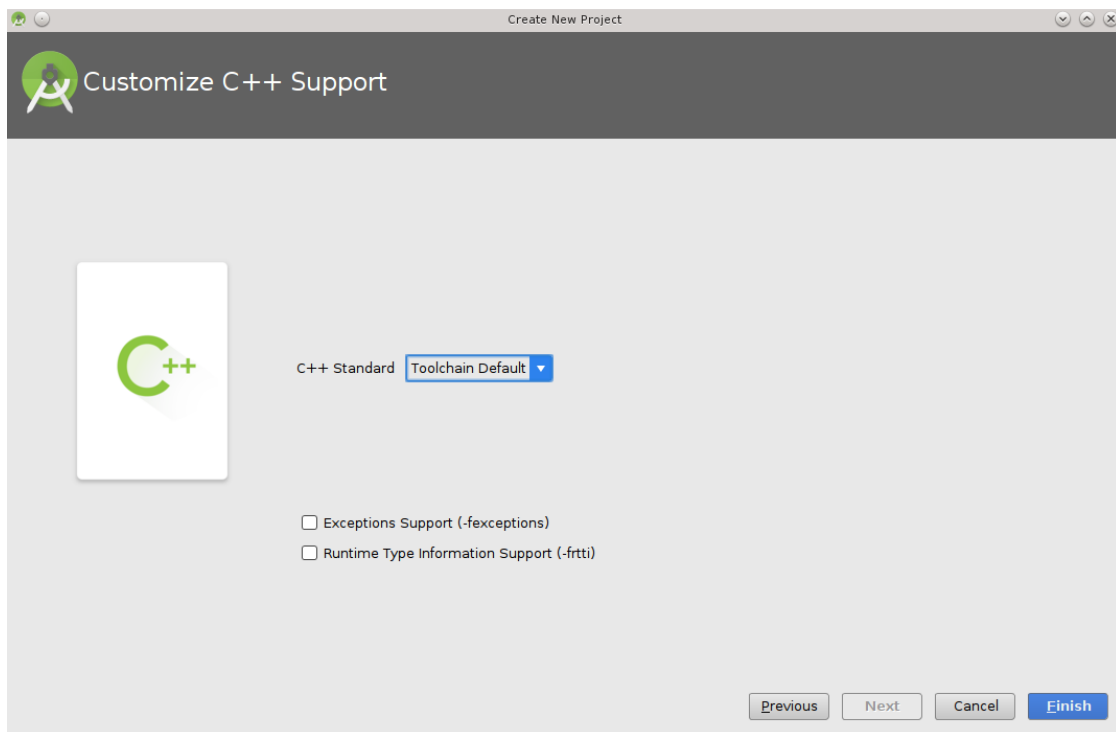 Create New Project
Customize C++ Support
C++
C++ Standard Toolchain Default
Exceptions Support (-fexceptions)
Runtime Type Information Support (-frtti)
Previous Next Cancel Finish